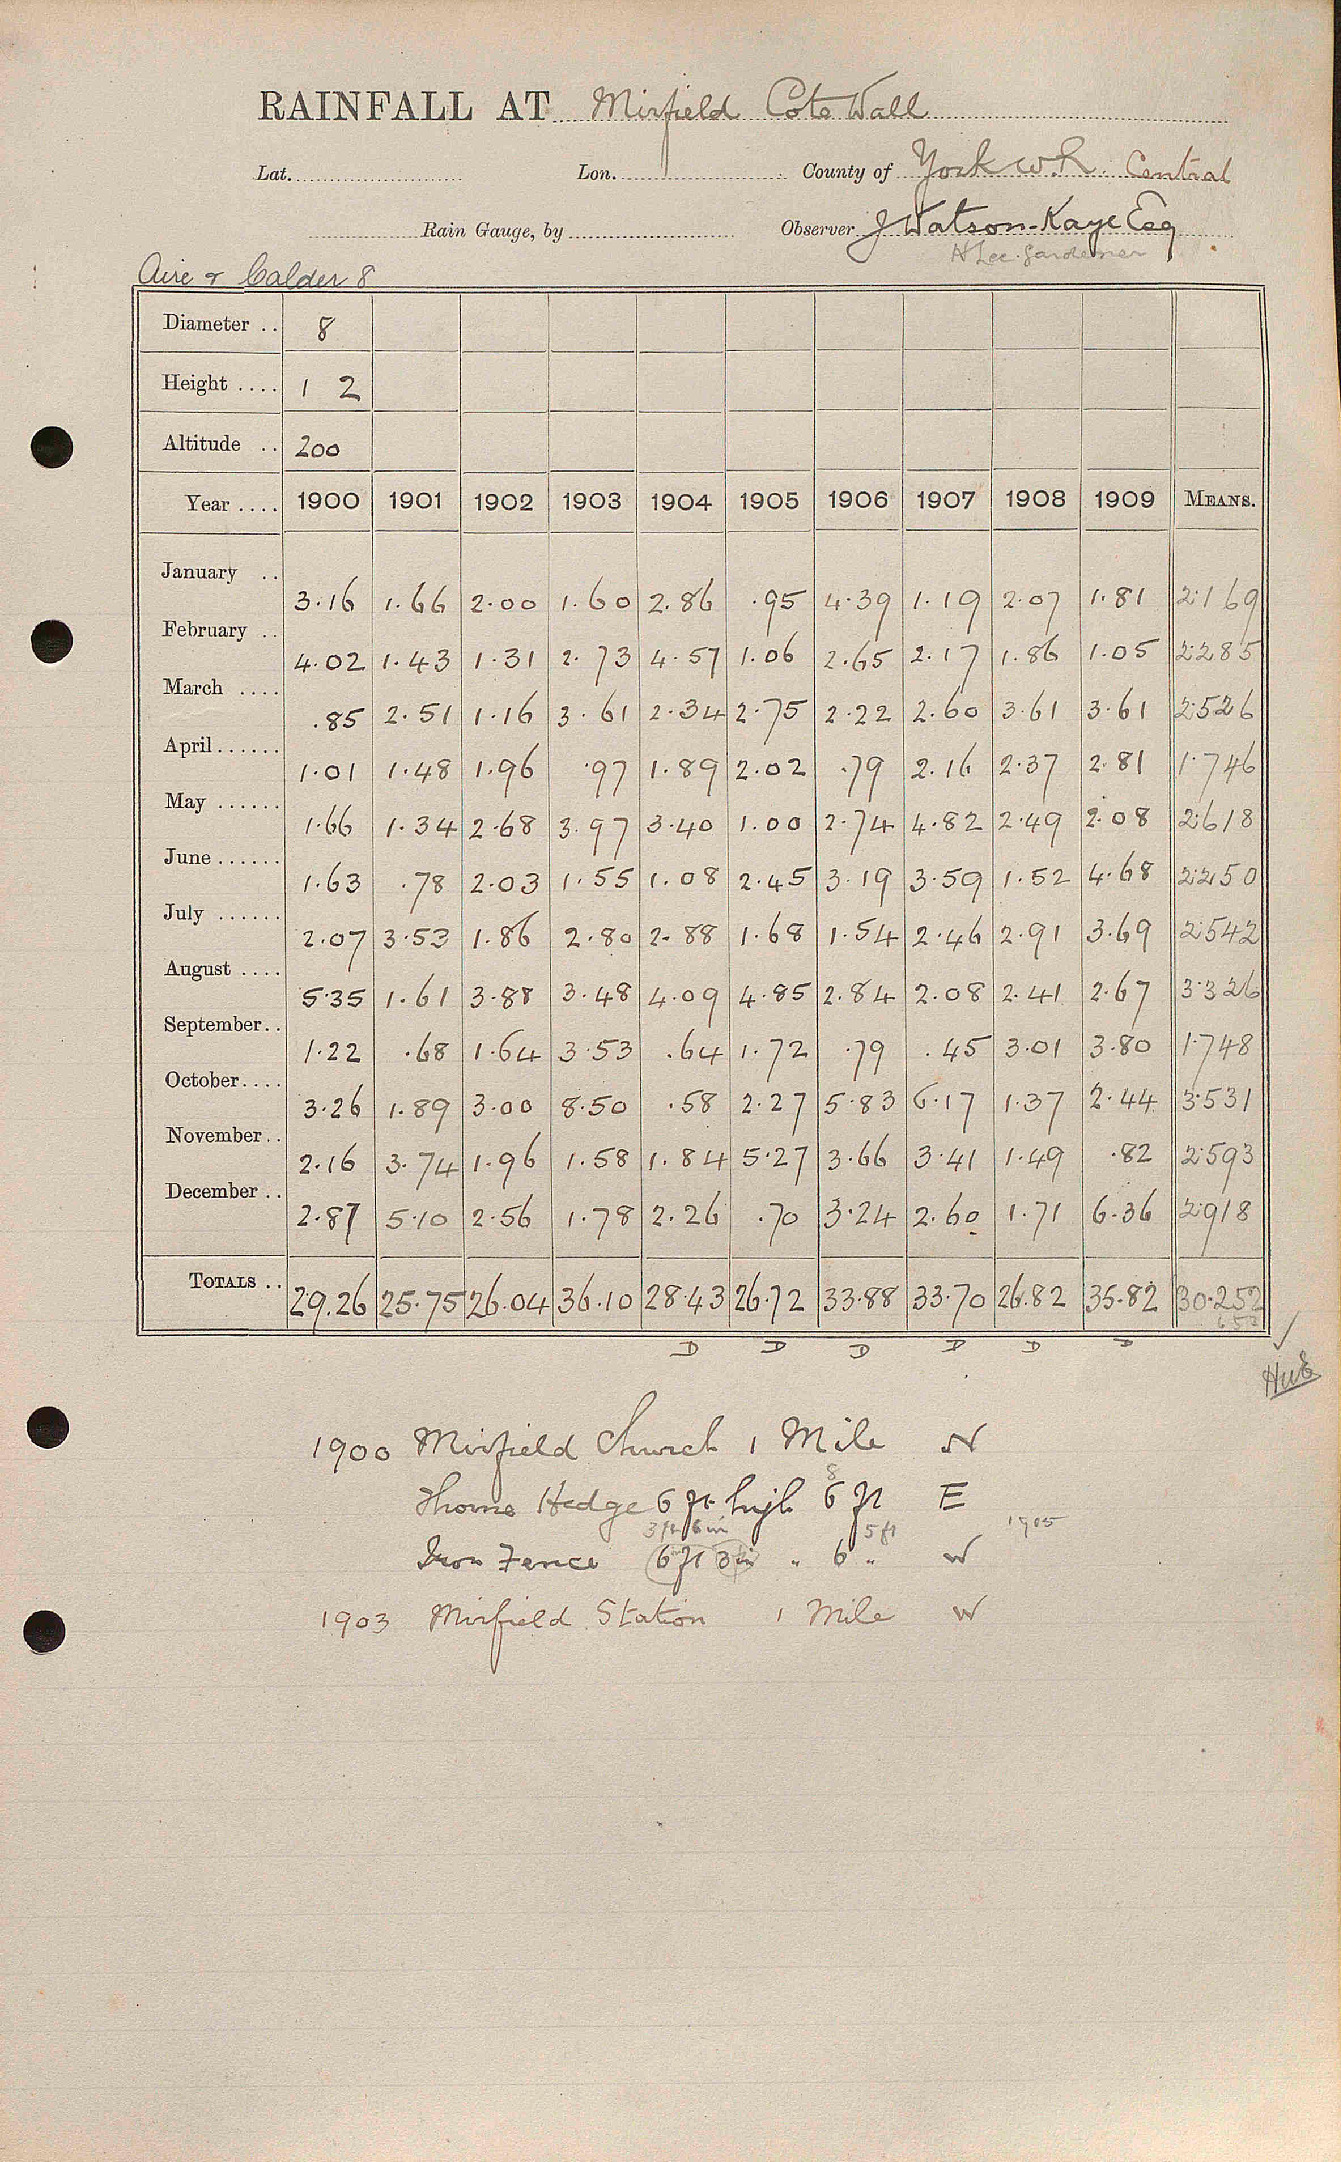 RAINFALL AT Mirfield Cote Wall
Lat. Lon. County of York W.R. Central
Rain Gauge, by Observer J Watson-Kaye Esq
H Lee gardener
Aire & Calder 8
Diameter .. 8
Height .... 1 2
Altitude .. 200
Year .... 1900 1901 1902 1903 1904 1905 1906 1907 1908 1909 MEANS.
January .. 3.16 1.66 2.00 1.60 2.86 .95 4.39 1.19 2.07 1.81 2.169
February .. 4.02 1.43 1.31 2.73 4.57 1.06 2.65 2.17 1.86 1.05 2.285
March .... .85 2.51 1.16 3.61 2.34 2.75 2.22 2.60 3.61 3.61 2.526
April ...... 1.01 1.48 1.96 .97 1.89 2.02 .79 2.16 2.37 2.81 1.746
May ...... 1.66 1.34 2.68 3.97 3.40 1.00 2.74 4.82 2.49 2.08 2.618
June ...... 1.63 .78 2.03 1.55 1.08 2.45 3.19 3.59 1.52 4.68 2.250
July ...... 2.07 3.53 1.86 2.80 2.88 1.68 1.54 2.46 2.91 3.69 2.542
August .... 5.35 1.61 3.88 3.48 4.09 4.85 2.84 2.08 2.41 2.67 3.326
September .. 1.22 .68 1.64 3.53 .64 1.72 .79 .45 3.01 3.80 1.748
October .... 3.26 1.89 3.00 8.50 .58 2.27 5.83 6.17 1.37 2.44 3.531
November .. 2.16 3.74 1.96 1.58 1.84 5.27 3.66 3.41 1.49 .82 2.593
December .. 2.87 5.10 2.56 1.78 2.26 .70 3.24 2.60 1.71 6.36 2.918
TOTALS .. 29.26 25.75 26.04 36.10 28.43 26.72 33.88 33.70 26.82 35.82 30.252
D D D D D D
1900 Mirfield Church 1 Mile N
8
Thorne Hedge 6 ft high 6 ft E
3 ft 6 in 5 ft 1905
Iron Fence 6 ft 3 in " 6 " W
1903 Mirfield Station 1 Mile W